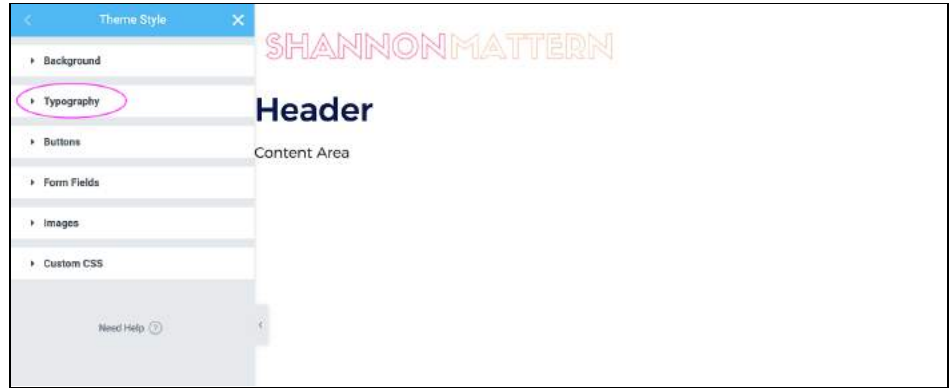 Theme Style
Background
Typography
Buttons
Form Fields
Images
Custom CSS
Need Help
SHANNONMATTERN
Header
Content Area